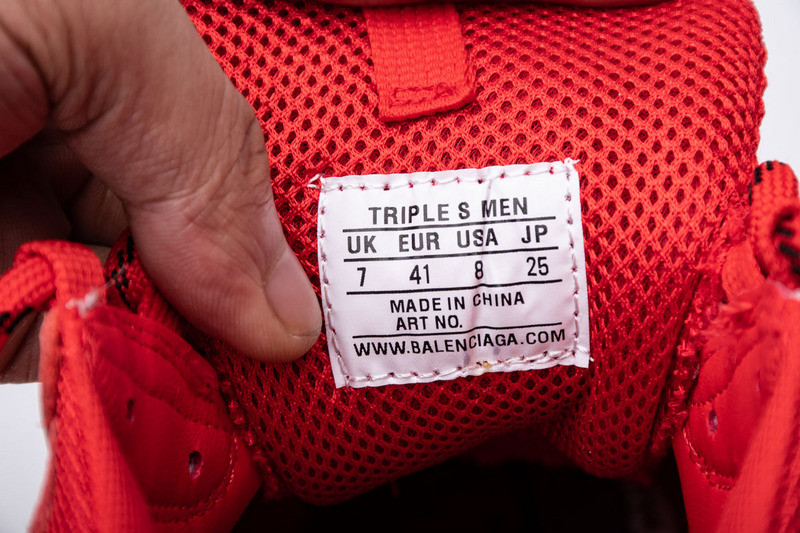 TRIPLE S MEN
UK EUR USA JP
7 41 8 25
MADE IN CHINA
ART NO.
WWW.BALENCIAGA.COM